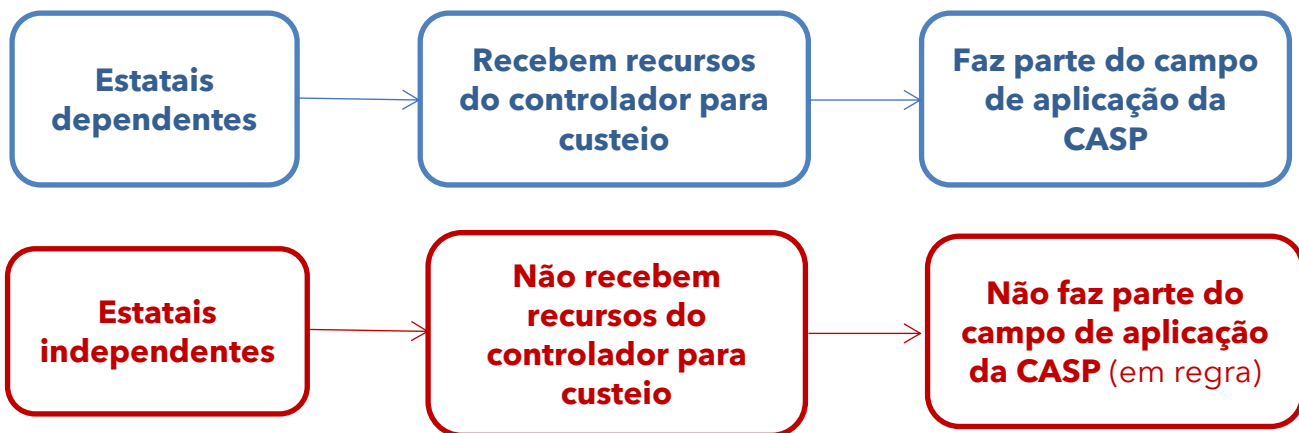 Estatais
dependentes
Recebem recursos
do controlador para
custeio
Faz parte do campo
de aplicação da
CASP
Estatais
independentes
Não recebem
recursos do
controlador para
custeio
Não faz parte do
campo de aplicação
da CASP (em regra)